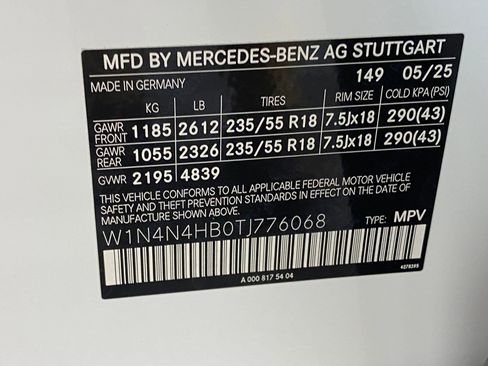 MFD BY MERCEDES-BENZ AG STUTTGART
MADE IN GERMANY 149 05/25
KG LB TIRES RIM SIZE COLD KPA(PSI)
GAWR FRONT 1185 2612 235/55 R18 7.5Jx18 290(43)
GAWR REAR 1055 2326 235/55 R18 7.5Jx18 290(43)
GVWR 2195 4839
THIS VEHICLE CONFORMS TO ALL APPLICABLE FEDERAL MOTOR VEHICLE
SAFETY AND THEFT PREVENTION STANDARDS IN EFFECT ON THE DATE OF
MANUFACTURE SHOWN ABOVE.
W1N4N4HB0TJ776068 TYPE: MPV
A 000 817 54 04